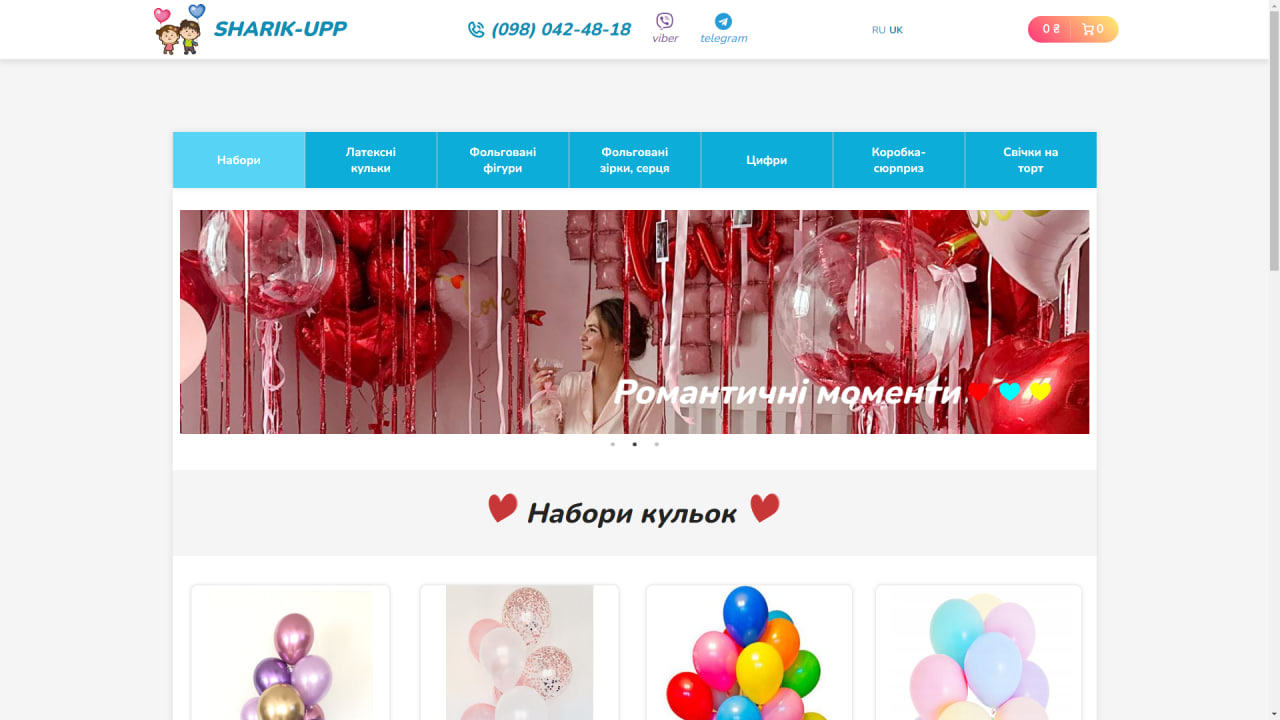 SHARIK-UPP
(098) 042-48-18
viber
telegram
RU UK
0 ₴
0
Набори
Латексні
кульки
Фольговані
фігури
Фольговані
зірки, серця
Цифри
Коробка-
сюрприз
Свічки на
торт
Love
Романтичні моменти
Набори кульок